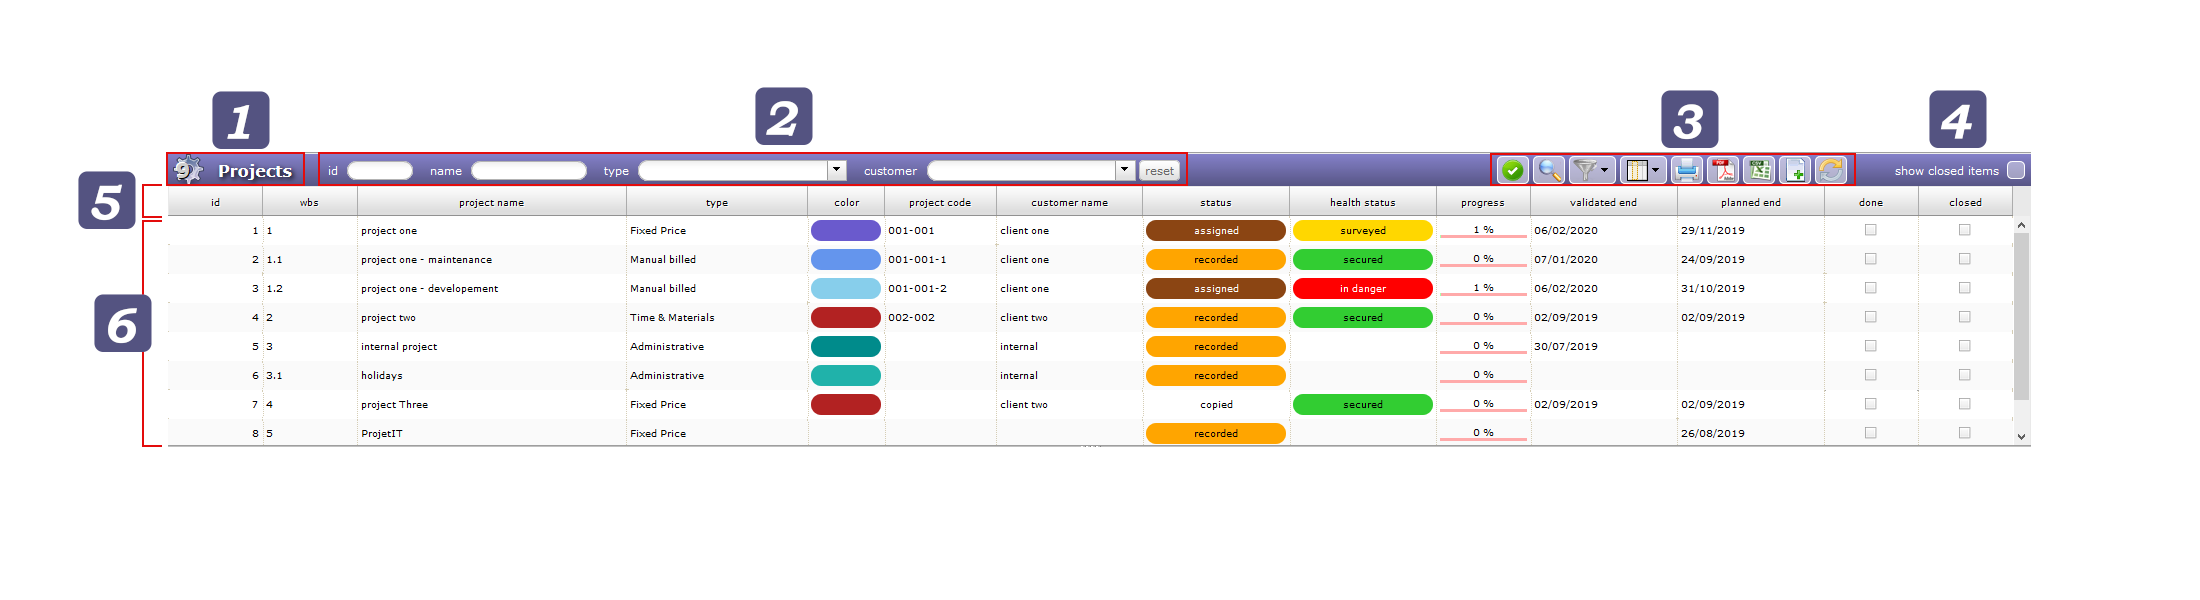 1
2
3
4
Projects id name type customer reset show closed items
5
id wbs project name type color project code customer name status health status progress validated end planned end done closed
1 1 project one Fixed Price 001-001 client one assigned surveyed 1 % 06/02/2020 29/11/2019
2 1.1 project one - maintenance Manual billed 001-001-1 client one recorded secured 0 % 07/01/2020 24/09/2019
3 1.2 project one - developement Manual billed 001-001-2 client one assigned in danger 1 % 06/02/2020 31/10/2019
6
4 2 project two Time & Materials 002-002 client two recorded secured 0 % 02/09/2019 02/09/2019
5 3 internal project Administrative internal recorded 0 % 30/07/2019
6 3.1 holidays Administrative internal recorded 0 %
7 4 project Three Fixed Price client two copied secured 0 % 02/09/2019 02/09/2019
8 5 ProjetIT Fixed Price recorded 0 % 26/08/2019